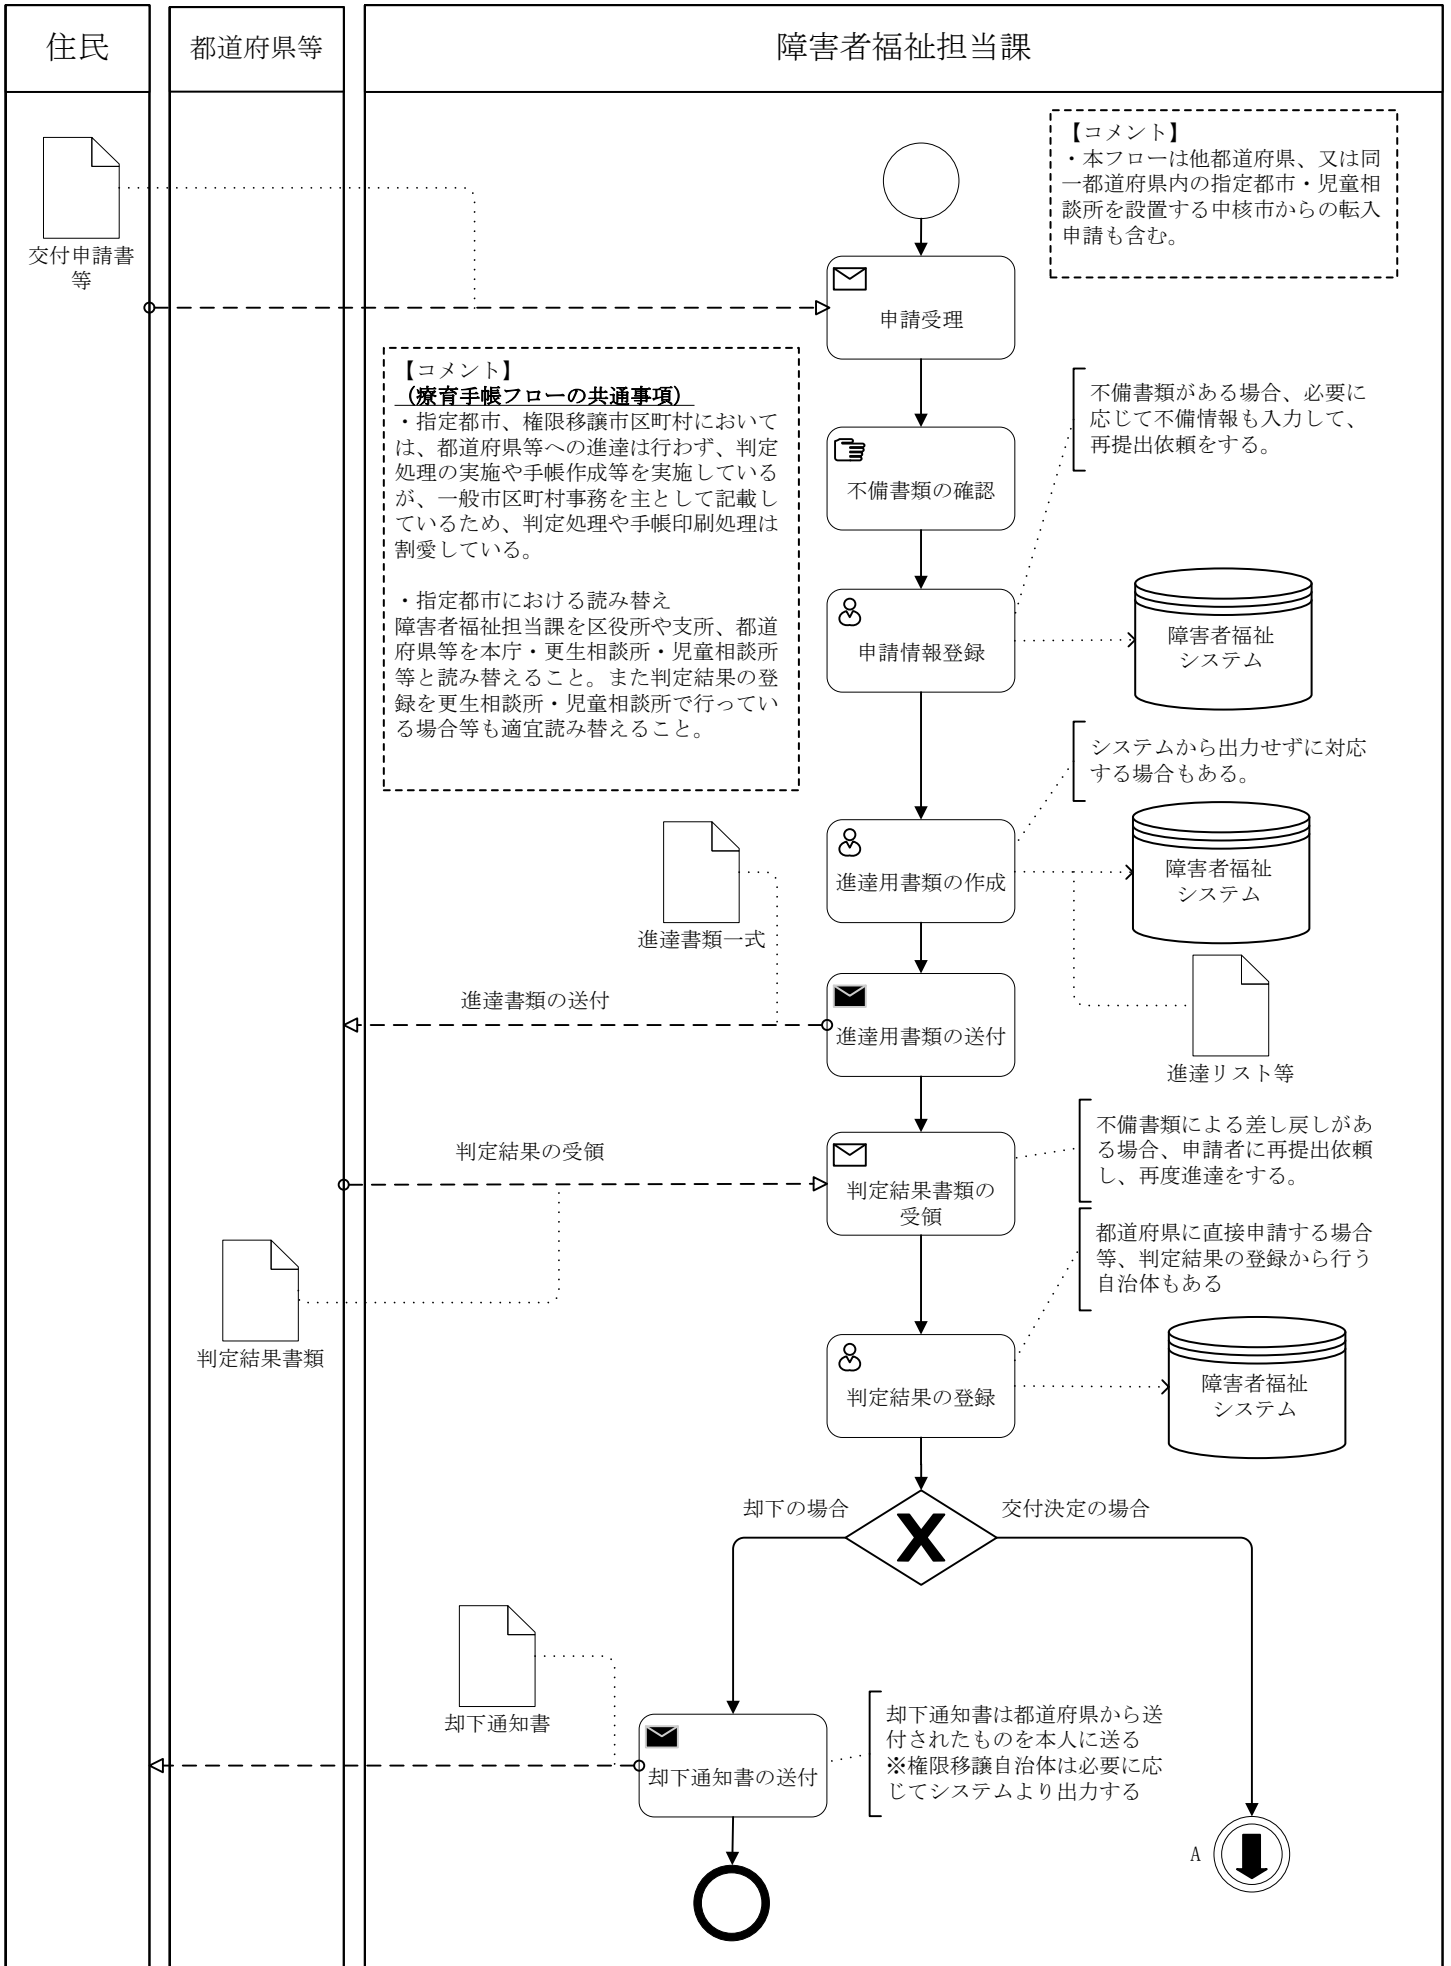 住民
都道府県等
障害者福祉担当課
【コメント】
・本フローは他都道府県、又は同
一都道府県内の指定都市・児童相
談所を設置する中核市からの転入
申請も含む。
交付申請書
等
申請受理
【コメント】
（療育手帳フローの共通事項）
・指定都市、権限移譲市区町村において
は、都道府県等への進達は行わず、判定
処理の実施や手帳作成等を実施している
が、一般市区町村事務を主として記載し
ているため、判定処理や手帳印刷処理は
割愛している。
・指定都市における読み替え
障害者福祉担当課を区役所や支所、都道
府県等を本庁・更生相談所・児童相談所
等と読み替えること。また判定結果の登
録を更生相談所・児童相談所で行ってい
る場合等も適宜読み替えること。
不備書類がある場合、必要に
応じて不備情報も入力して、
再提出依頼をする。
不備書類の確認
申請情報登録
障害者福祉
システム
システムから出力せずに対応
する場合もある。
進達用書類の作成
障害者福祉
システム
進達書類一式
進達書類の送付
進達用書類の送付
進達リスト等
不備書類による差し戻しがあ
る場合、申請者に再提出依頼
し、再度進達をする。
判定結果の受領
判定結果書類の
受領
都道府県に直接申請する場合
等、判定結果の登録から行う
自治体もある
判定結果書類
判定結果の登録
障害者福祉
システム
却下の場合
交付決定の場合
却下通知書
却下通知書の送付
却下通知書は都道府県から送
付されたものを本人に送る
※権限移譲自治体は必要に応
じてシステムより出力する
A